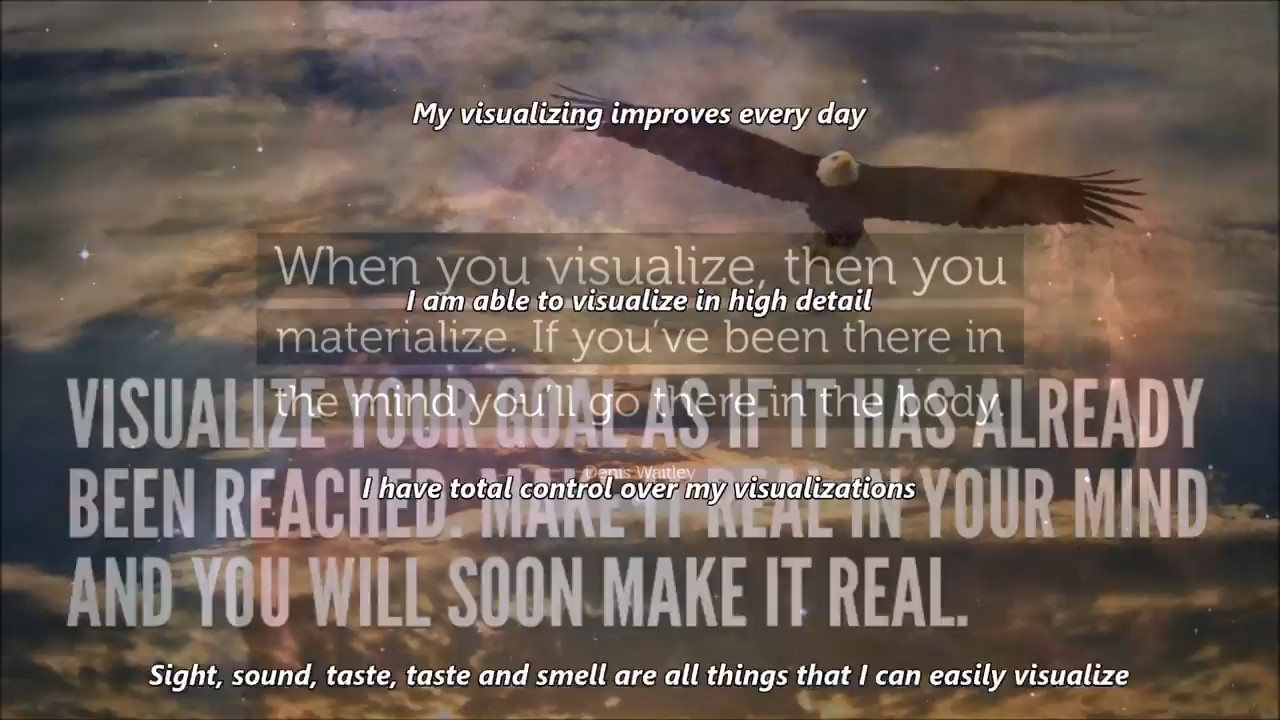 My visualizing improves every day
When you visualize, then you
I am able to visualize in high detail
materialize. If you've been there in
the mind you'll go there in the body.
VISUALIZE YOUR GOAL AS IF IT HAS ALREADY
Denis Waitley
I have total control over my visualizations
BEEN REACHED. MAKE IT REAL IN YOUR MIND
AND YOU WILL SOON MAKE IT REAL.
Sight, sound, taste, taste and smell are all things that I can easily visualize